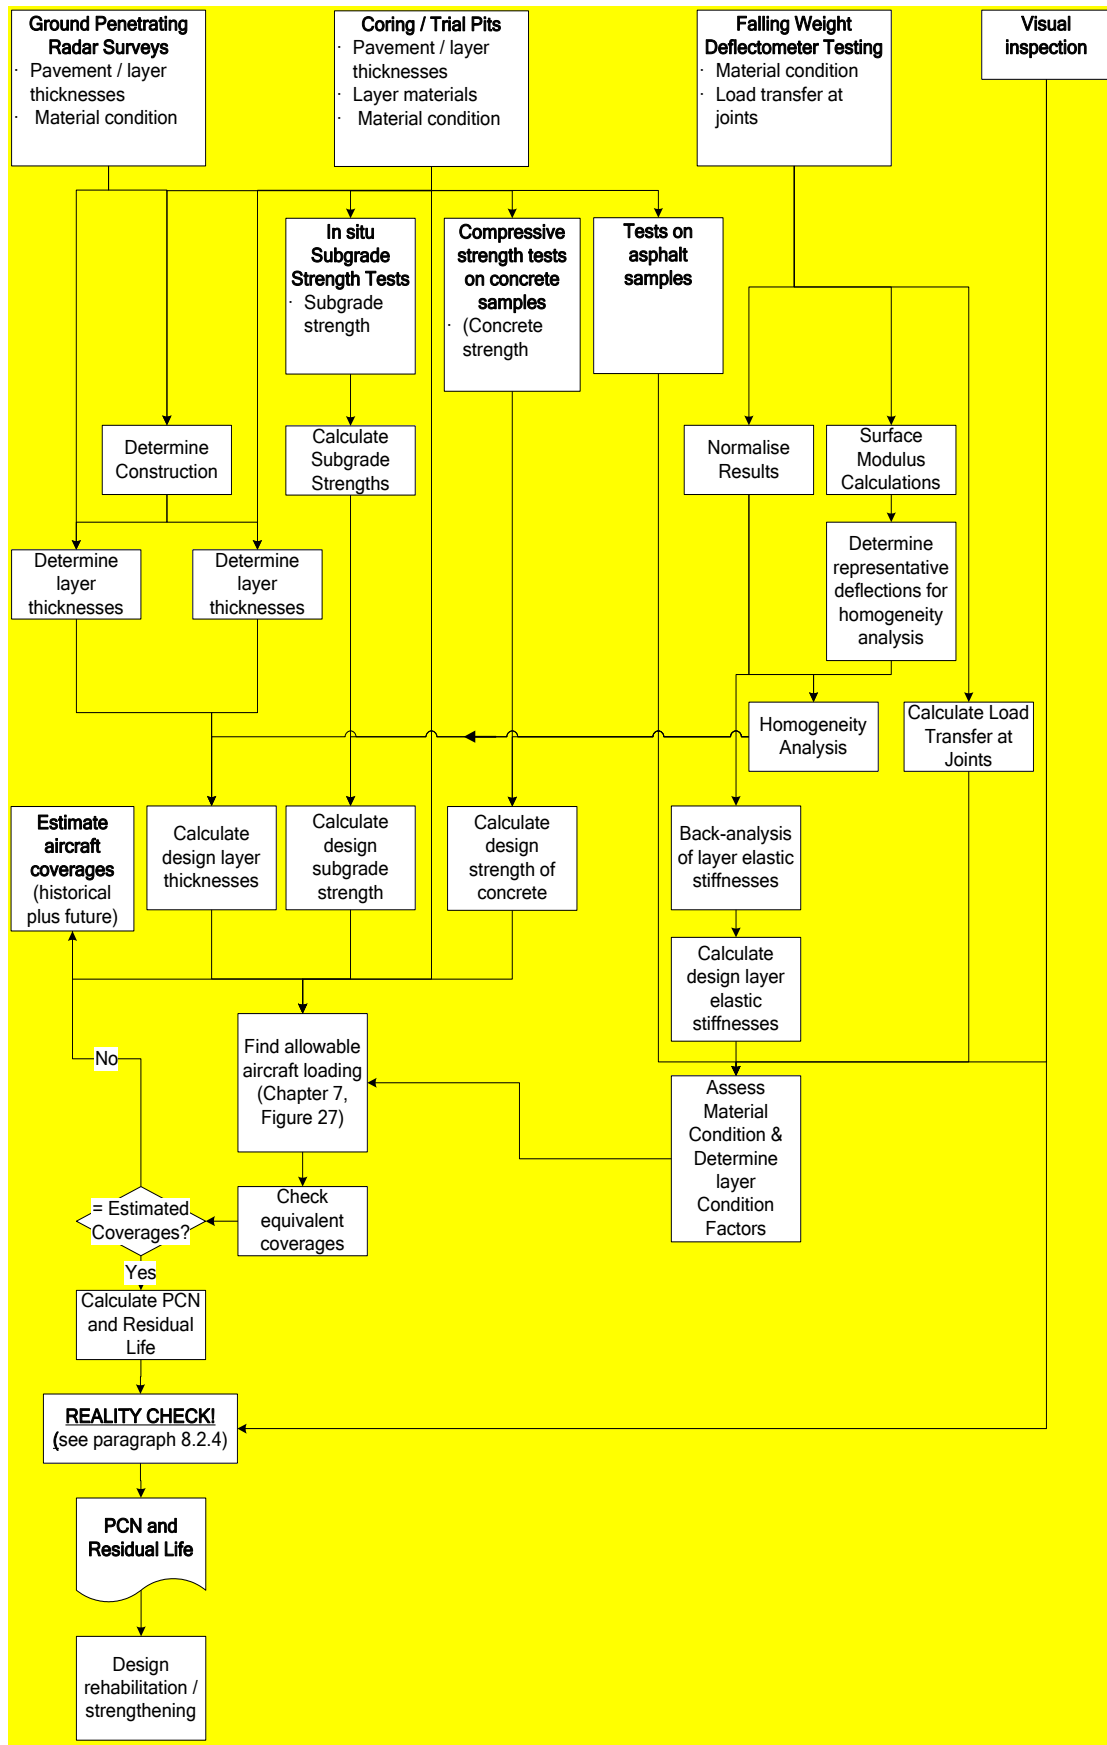 Ground Penetrating
Radar Surveys
· Pavement / layer
thicknesses
· Material condition
Coring / Trial Pits
· Pavement / layer
thicknesses
· Layer materials
· Material condition
Falling Weight
Deflectometer Testing
· Material condition
· Load transfer at
joints
Visual
inspection
In situ
Subgrade
Strength Tests
· Subgrade
strength
Compressive
strength tests
on concrete
samples
· (Concrete
strength
Tests on
asphalt
samples
Determine
Construction
Calculate
Subgrade
Strengths
Normalise
Results
Surface
Modulus
Calculations
Determine
layer
thicknesses
Determine
layer
thicknesses
Determine
representative
deflections for
homogeneity
analysis
Homogeneity
Analysis
Calculate Load
Transfer at
Joints
Estimate
aircraft
coverages
(historical
plus future)
Calculate
design layer
thicknesses
Calculate
design
subgrade
strength
Calculate
design
strength of
concrete
Back-analysis
of layer elastic
stiffnesses
Calculate
design layer
elastic
stiffnesses
No
Find allowable
aircraft loading
(Chapter 7,
Figure 27)
Assess
Material
Condition &
Determine
layer
Condition
Factors
= Estimated
Coverages?
Check
equivalent
coverages
Yes
Calculate PCN
and Residual
Life
REALITY CHECK!
(see paragraph 8.2.4)
PCN and
Residual Life
Design
rehabilitation /
strengthening